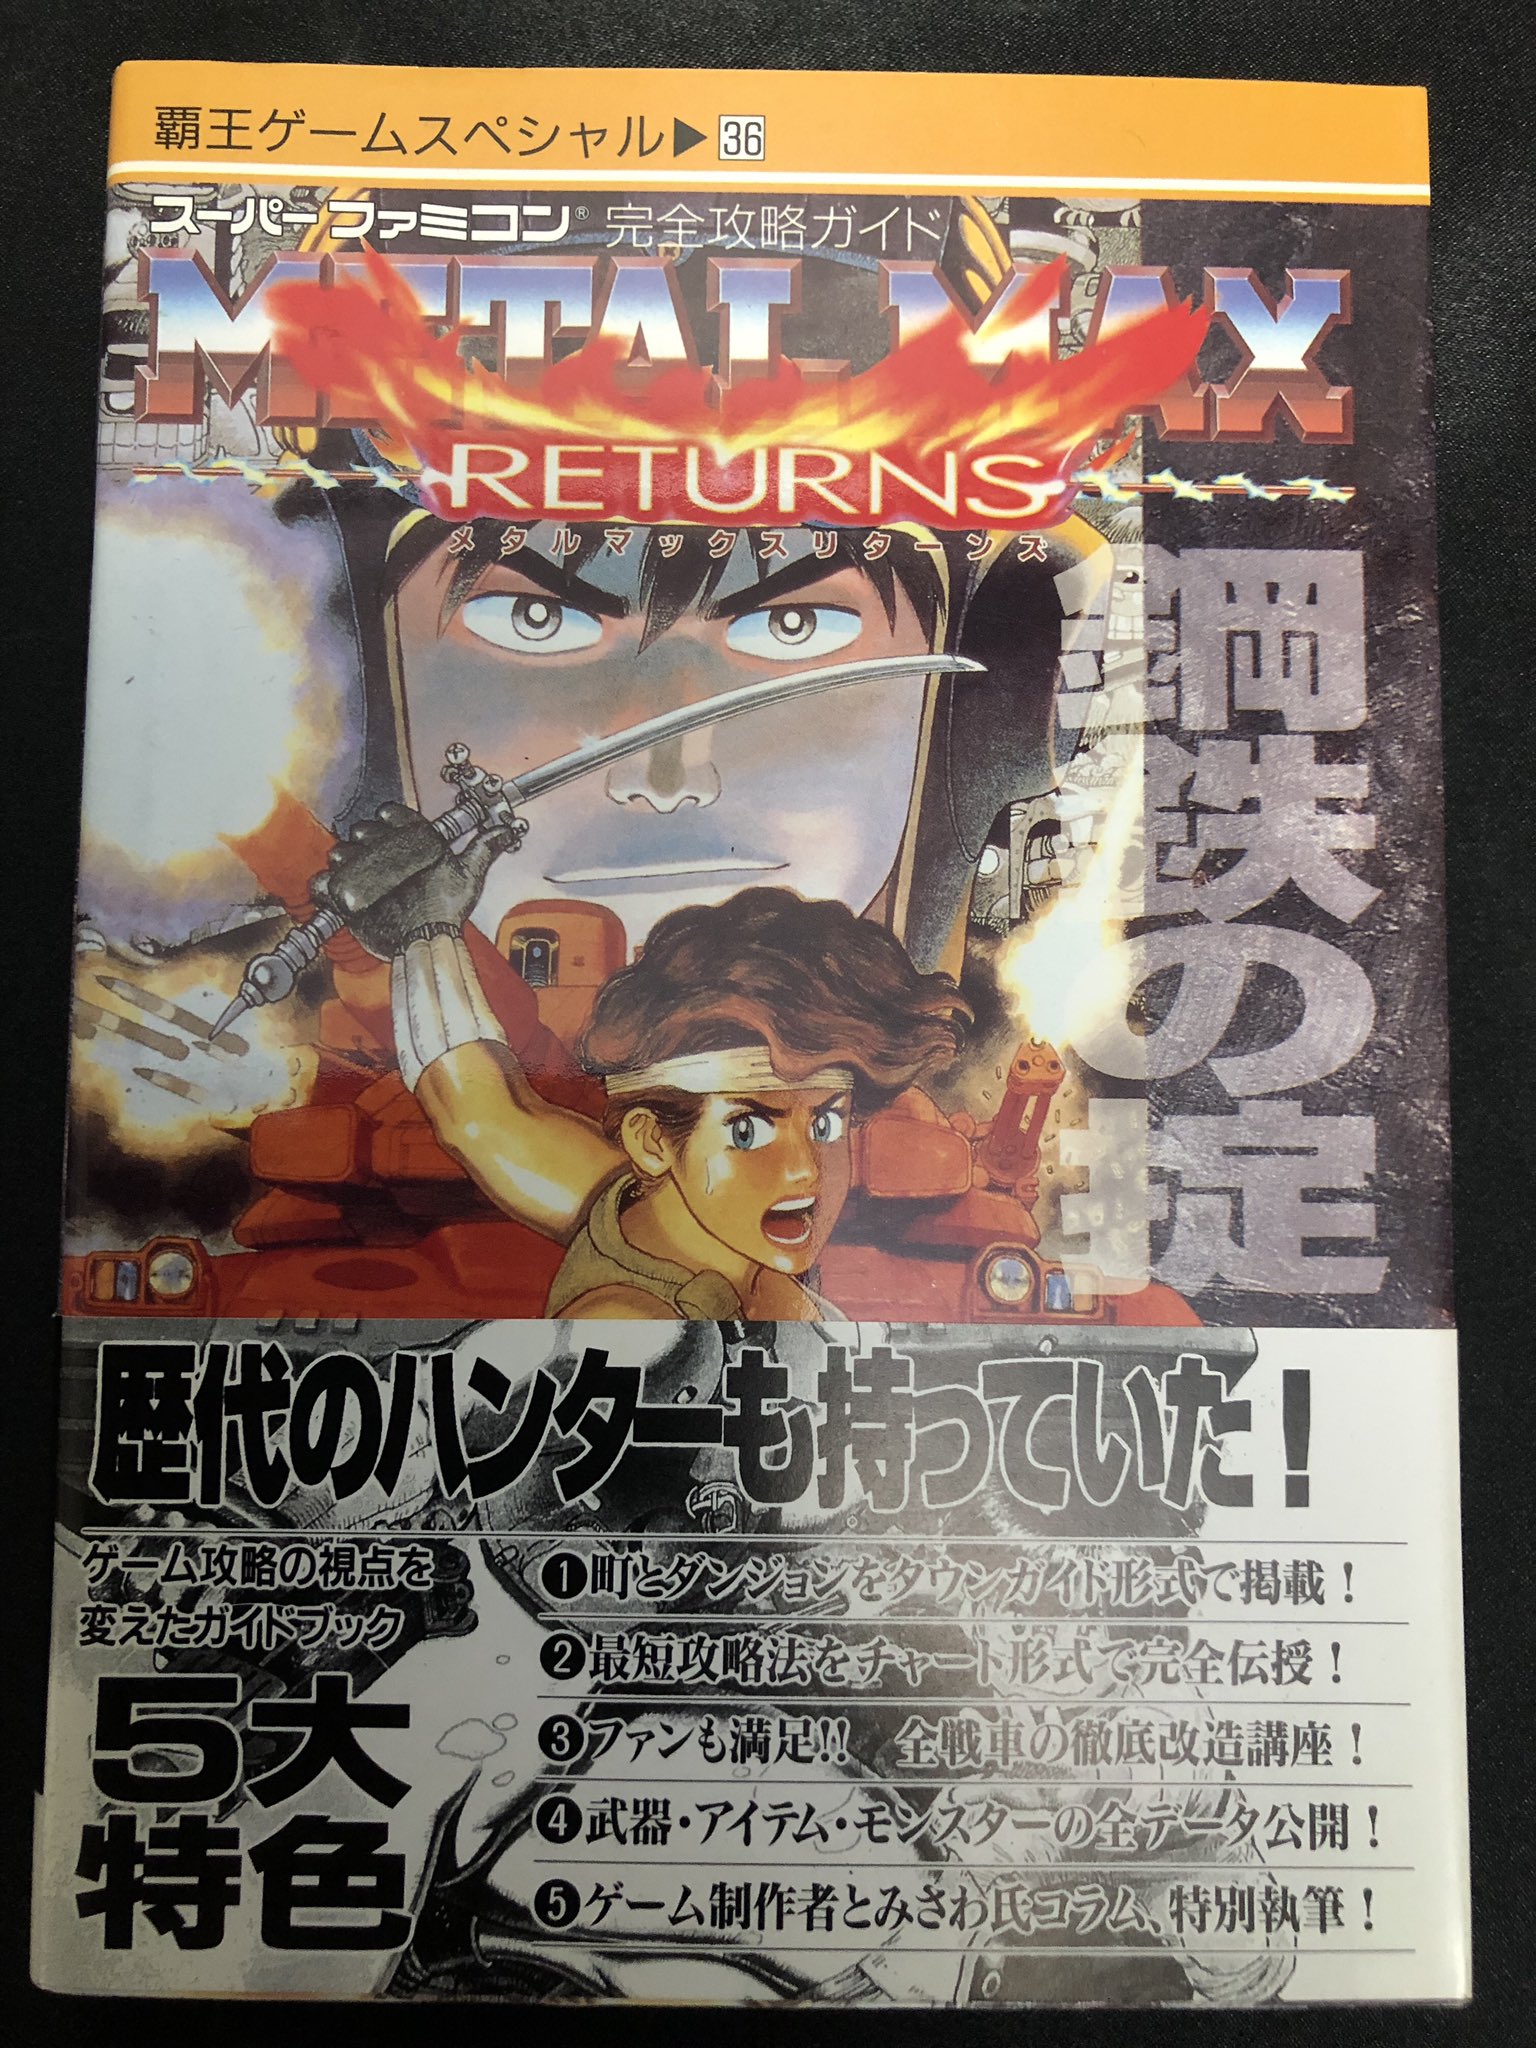 覇王ゲームスペシャル▶36
スーパーファミコン® 完全攻略ガイド
METAL MAX
RETURNS
メタルマックスリターンズ
鋼鉄の掟
歴代のハンターも持っていた!
ゲーム攻略の視点を
変えたガイドブック
5大
特色
❶町とダンジョンをタウンガイド形式で掲載!
❷最短攻略法をチャート形式で完全伝授!
❸ファンも満足!! 全戦車の徹底改造講座!
❹武器・アイテム・モンスターの全データ公開!
❺ゲーム制作者とみさわ氏コラム、特別執筆!